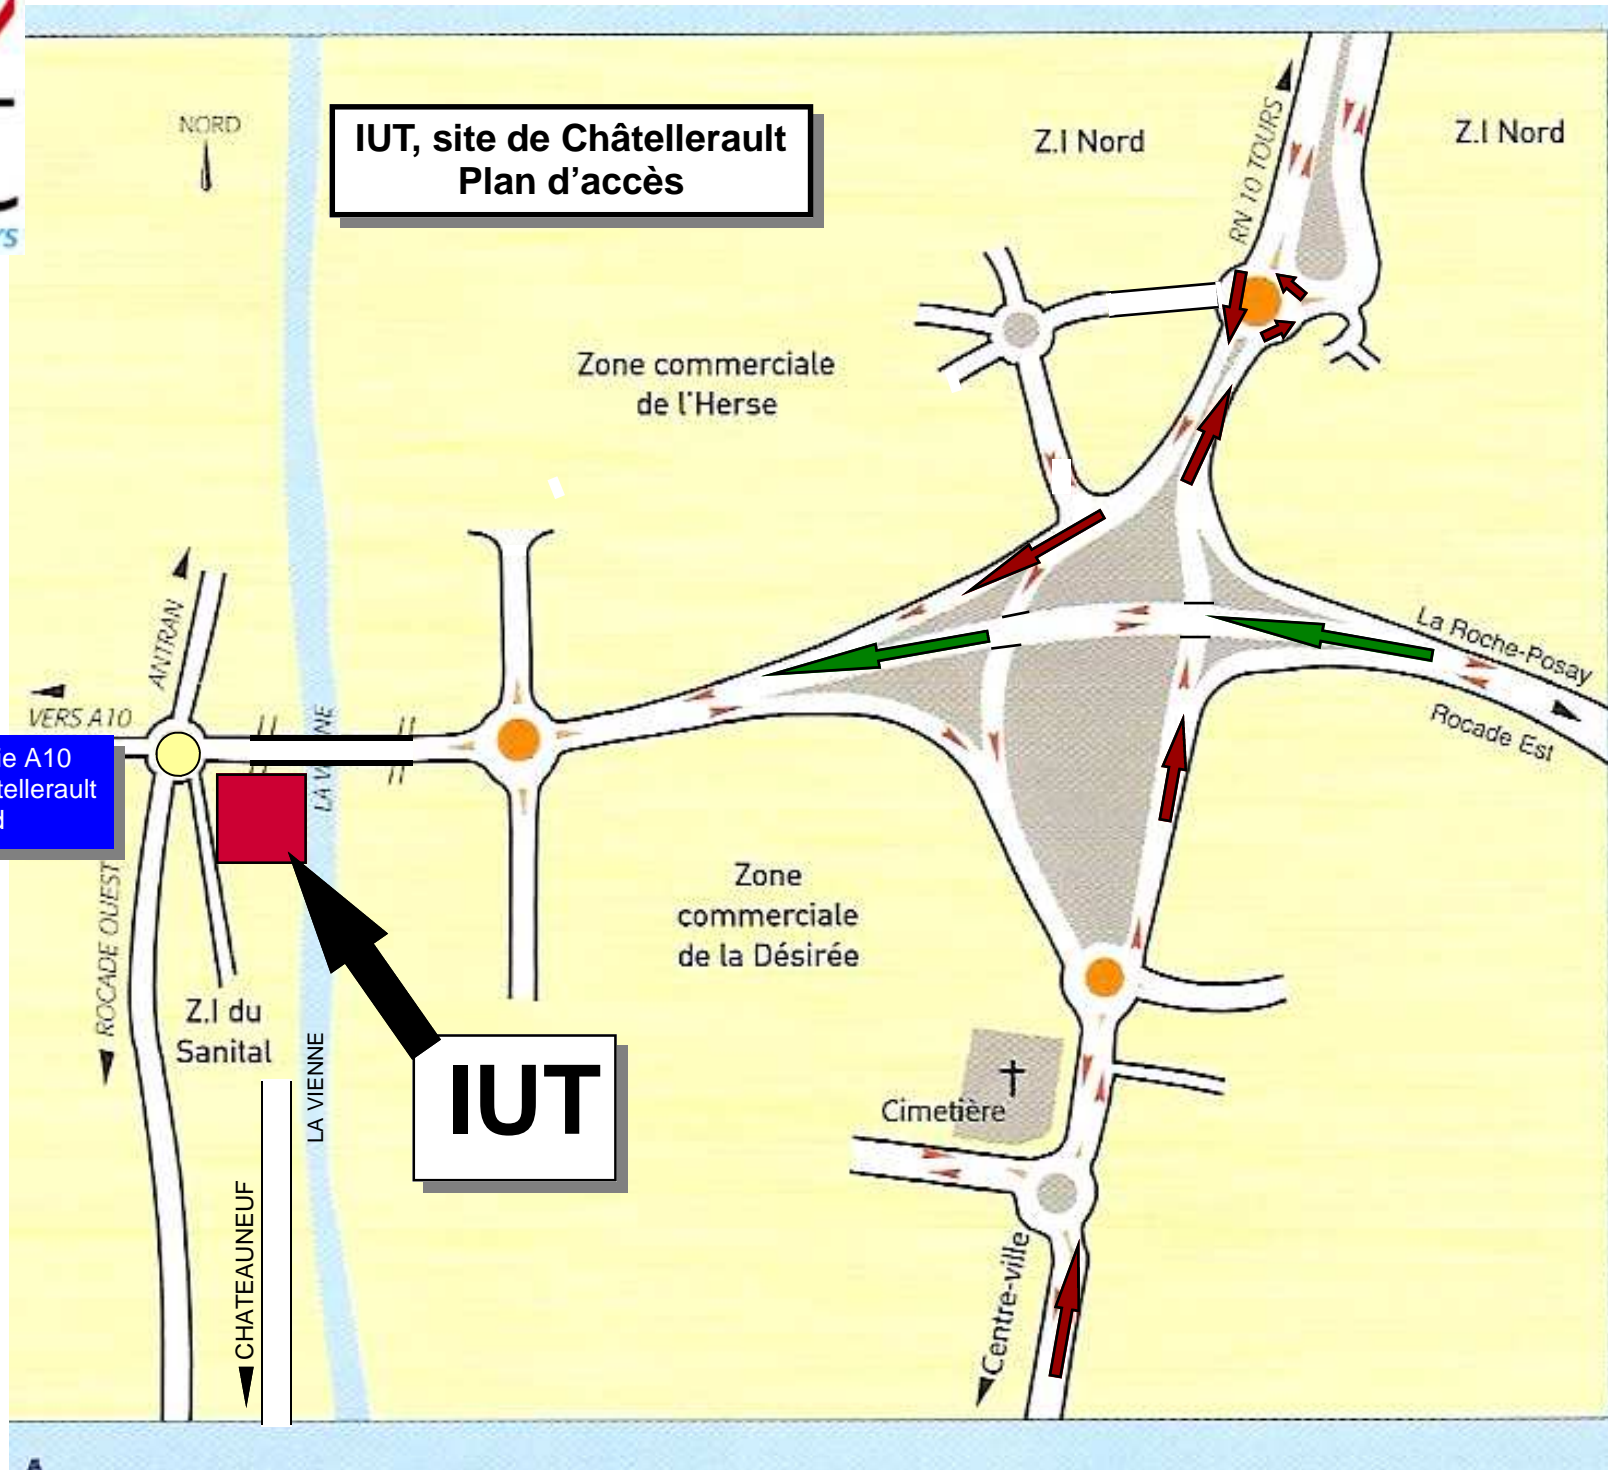 NORD
IUT, site de Châtellerault
Plan d'accès
Z.I Nord
RN 10 TOURS
Z.I Nord
Zone commerciale
de l'Herse
ANTRAN
VERS A10
A10
LA VIENNE
La Roche-Posay
Rocade Est
ROCADE OUEST
Zone
commerciale
de la Désirée
Z.I du
Sanital
LA VIENNE
IUT
Cimetière
CHATEAUNEUF
Centre-ville